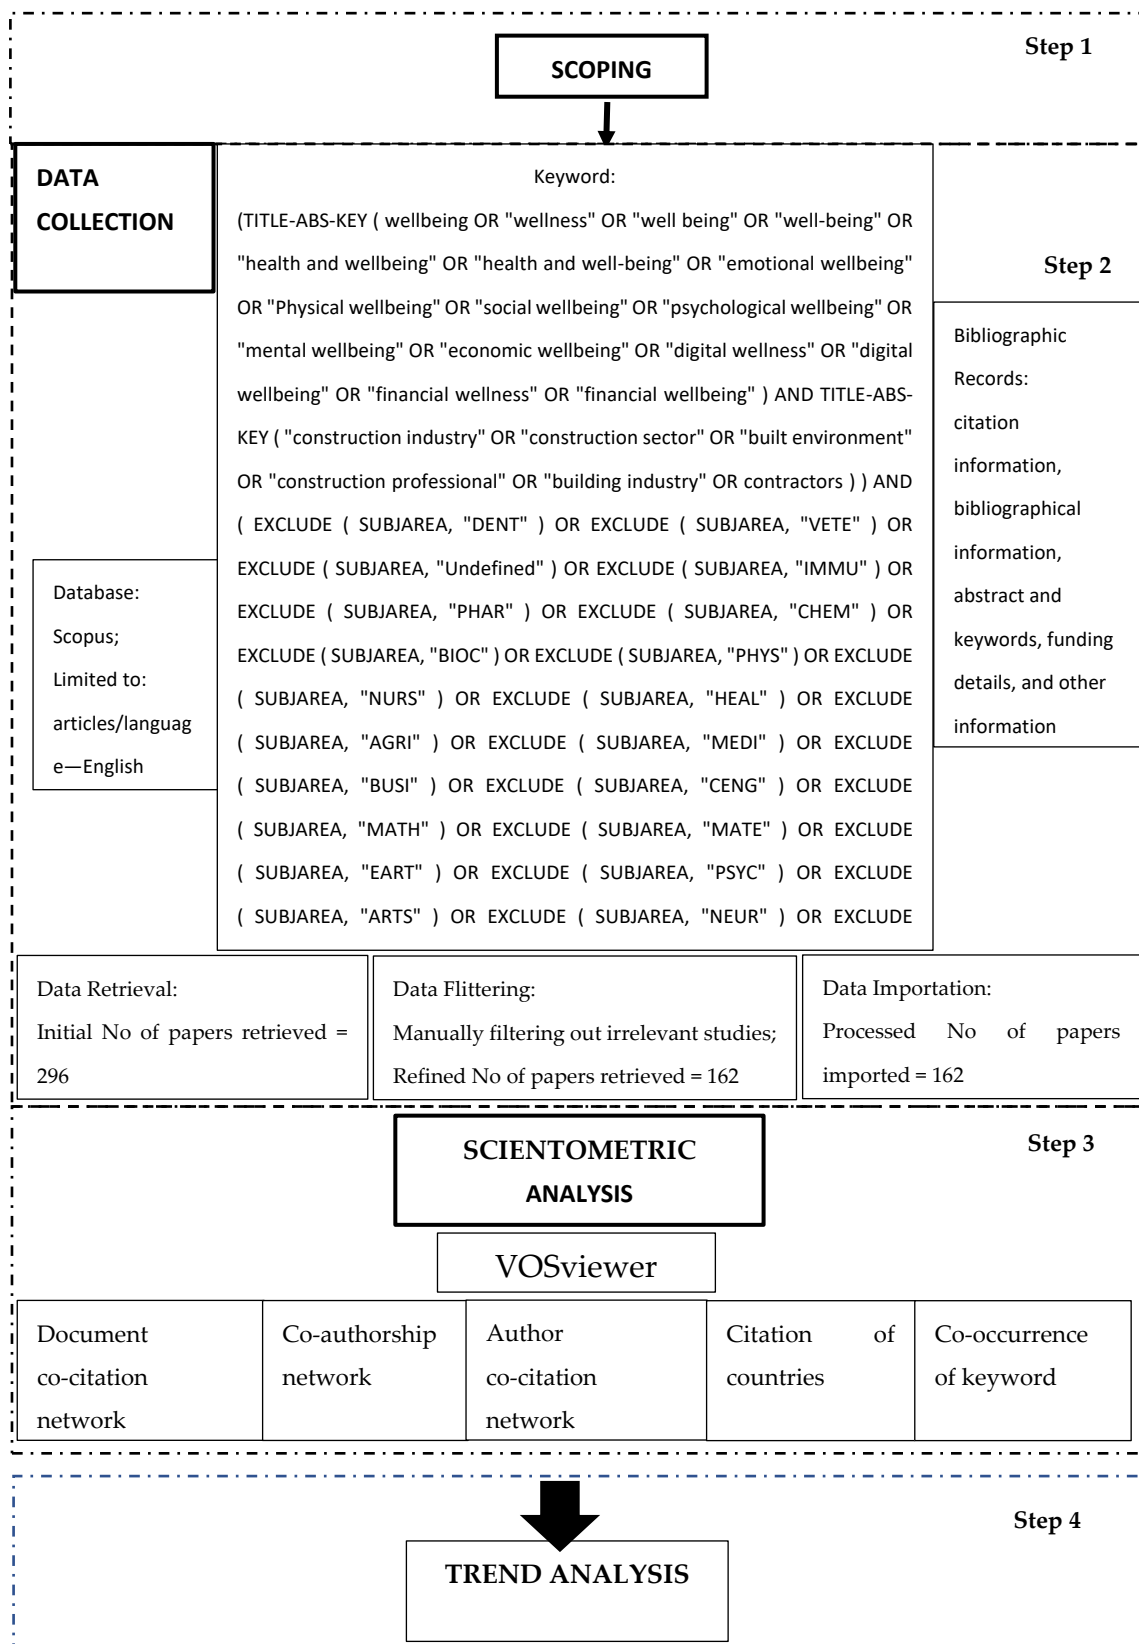 Step 1
SCOPING
DATA
COLLECTION
Keyword:
(TITLE-ABS-KEY ( wellbeing OR "wellness" OR "well being" OR "well-being" OR
"health and wellbeing" OR "health and well-being" OR "emotional wellbeing"
OR "Physical wellbeing" OR "social wellbeing" OR "psychological wellbeing" OR
"mental wellbeing" OR "economic wellbeing" OR "digital wellness" OR "digital
wellbeing" OR "financial wellness" OR "financial wellbeing" ) AND TITLE-ABS-
KEY ( "construction industry" OR "construction sector" OR "built environment"
OR "construction professional" OR "building industry" OR contractors ) ) AND
( EXCLUDE ( SUBJAREA, "DENT" ) OR EXCLUDE ( SUBJAREA, "VETE" ) OR
EXCLUDE ( SUBJAREA, "Undefined" ) OR EXCLUDE ( SUBJAREA, "IMMU" ) OR
EXCLUDE ( SUBJAREA, "PHAR" ) OR EXCLUDE ( SUBJAREA, "CHEM" ) OR
EXCLUDE ( SUBJAREA, "BIOC" ) OR EXCLUDE ( SUBJAREA, "PHYS" ) OR EXCLUDE
( SUBJAREA, "NURS" ) OR EXCLUDE ( SUBJAREA, "HEAL" ) OR EXCLUDE
( SUBJAREA, "AGRI" ) OR EXCLUDE ( SUBJAREA, "MEDI" ) OR EXCLUDE
( SUBJAREA, "BUSI" ) OR EXCLUDE ( SUBJAREA, "CENG" ) OR EXCLUDE
( SUBJAREA, "MATH" ) OR EXCLUDE ( SUBJAREA, "MATE" ) OR EXCLUDE
( SUBJAREA, "EART" ) OR EXCLUDE ( SUBJAREA, "PSYC" ) OR EXCLUDE
( SUBJAREA, "ARTS" ) OR EXCLUDE ( SUBJAREA, "NEUR" ) OR EXCLUDE
Step 2
Bibliographic
Records:
citation
information,
bibliographical
information,
abstract and
keywords, funding
details, and other
information
Database:
Scopus;
Limited to:
articles/languag
e—English
Data Retrieval:
Initial No of papers retrieved =
296
Data Flittering:
Manually filtering out irrelevant studies;
Refined No of papers retrieved = 162
Data Importation:
Processed No of papers
imported = 162
Step 3
SCIENTOMETRIC
ANALYSIS
VOSviewer
Document
co-citation
network
Co-authorship
network
Author
co-citation
network
Citation of
countries
Co-occurrence
of keyword
Step 4
TREND ANALYSIS